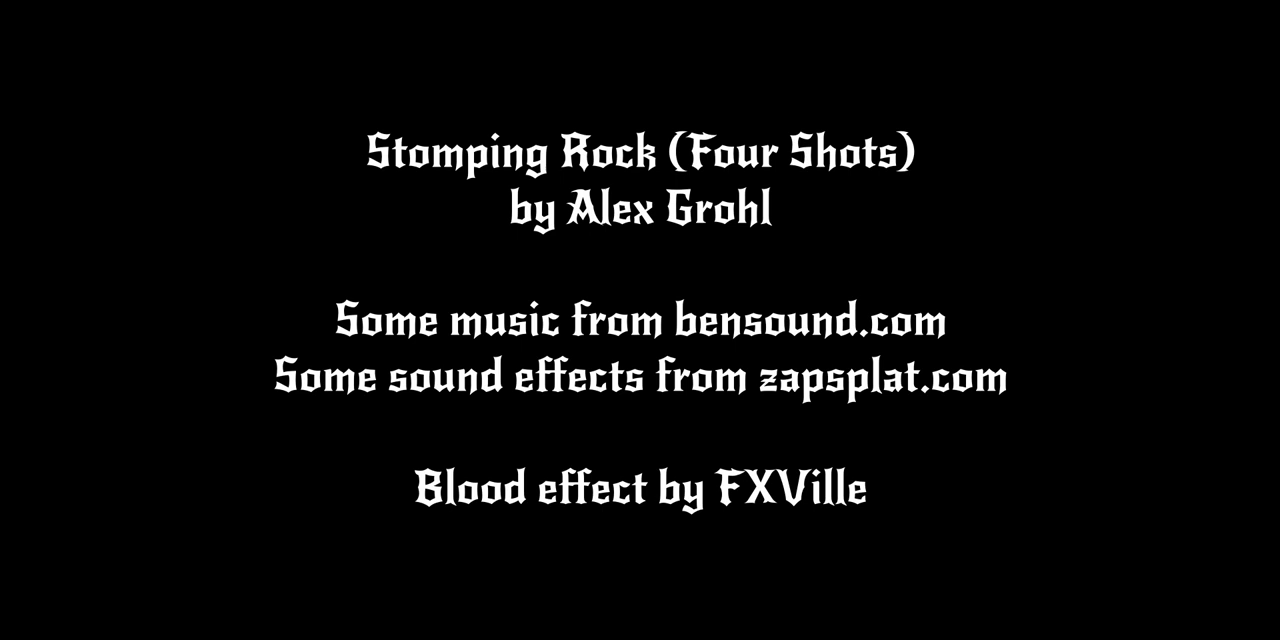 Stomping Rock (Four Shots)
by Alex Grohl
Some music from bensound.com
Some sound effects from zapsplat.com
Blood effect by FXVille